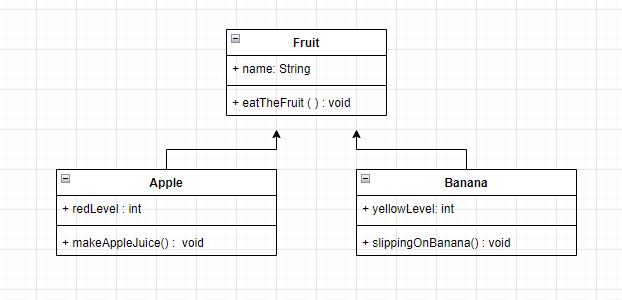 Fruit
+ name: String
+ eatTheFruit ( ) : void
Apple
+ redLevel : int
+ makeAppleJuice() :  void
Banana
+ yellowLevel: int
+ slippingOnBanana() : void